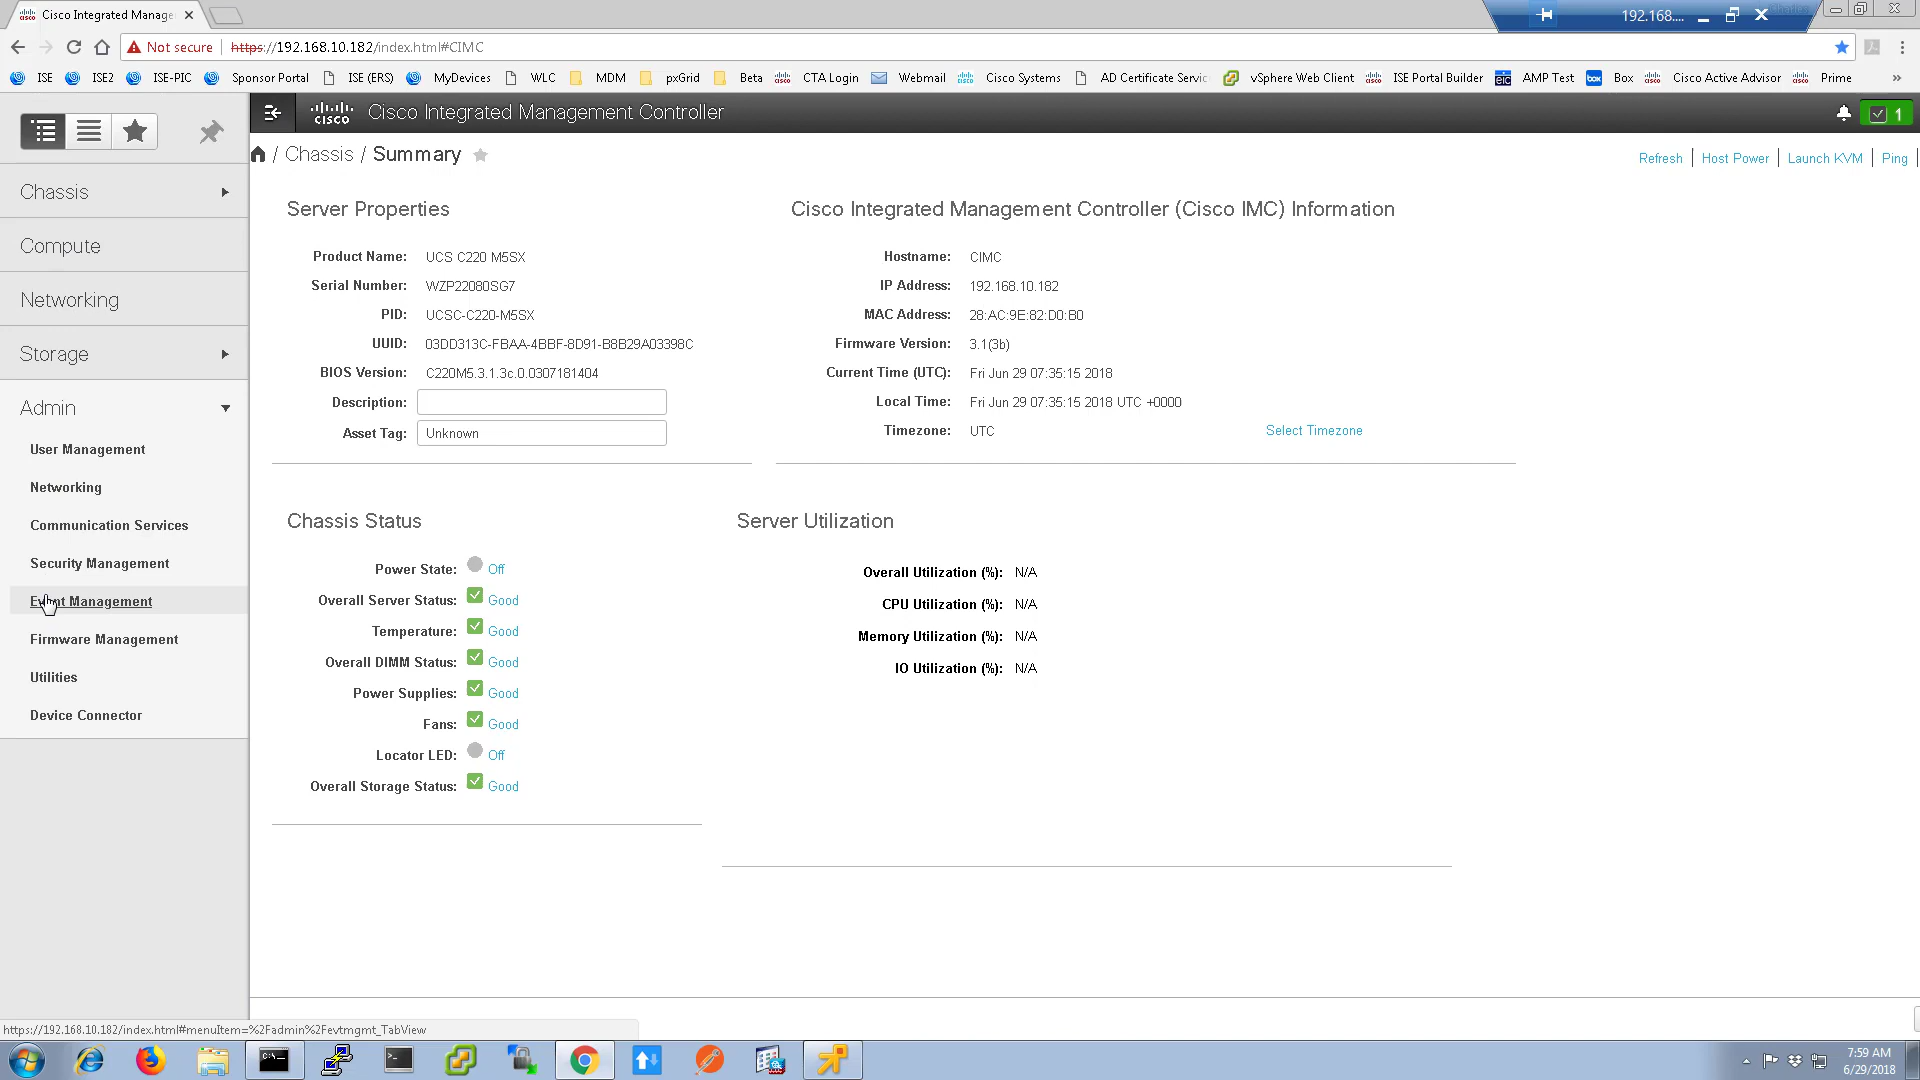 Cisco Integrated Manage
192.168....
Not secure
https://192.168.10.182/index.html#CIMC
ISE
ISE2
ISE-PIC
Sponsor Portal
ISE (ERS)
MyDevices
WLC
MDM
pxGrid
Beta
CTA Login
Webmail
Cisco Systems
AD Certificate Servic
vSphere Web Client
ISE Portal Builder
AMP Test
Box
Cisco Active Advisor
Prime
»
cisco
Cisco Integrated Management Controller
1
/ Chassis / Summary
Refresh
Host Power
Launch KVM
Ping
Chassis
Compute
Networking
Storage
Admin
User Management
Networking
Communication Services
Security Management
Event Management
Firmware Management
Utilities
Device Connector
Server Properties
Product Name: UCS C220 M5SX
Serial Number: WZP22080SG7
PID: UCSC-C220-M5SX
UUID: 03DD313C-FBAA-4BBF-8D91-B8B29A03398C
BIOS Version: C220M5.3.1.3c.0.0307181404
Description:
Asset Tag: Unknown
Cisco Integrated Management Controller (Cisco IMC) Information
Hostname: CIMC
IP Address: 192.168.10.182
MAC Address: 28:AC:9E:82:D0:B0
Firmware Version: 3.1(3b)
Current Time (UTC): Fri Jun 29 07:35:15 2018
Local Time: Fri Jun 29 07:35:15 2018 UTC +0000
Timezone: UTC
Select Timezone
Chassis Status
Power State: Off
Overall Server Status: Good
Temperature: Good
Overall DIMM Status: Good
Power Supplies: Good
Fans: Good
Locator LED: Off
Overall Storage Status: Good
Server Utilization
Overall Utilization (%): N/A
CPU Utilization (%): N/A
Memory Utilization (%): N/A
IO Utilization (%): N/A
https://192.168.10.182/index.html#menuItem=%2Fadmin%2Fevtmgmt_TabView
7:59 AM
6/29/2018